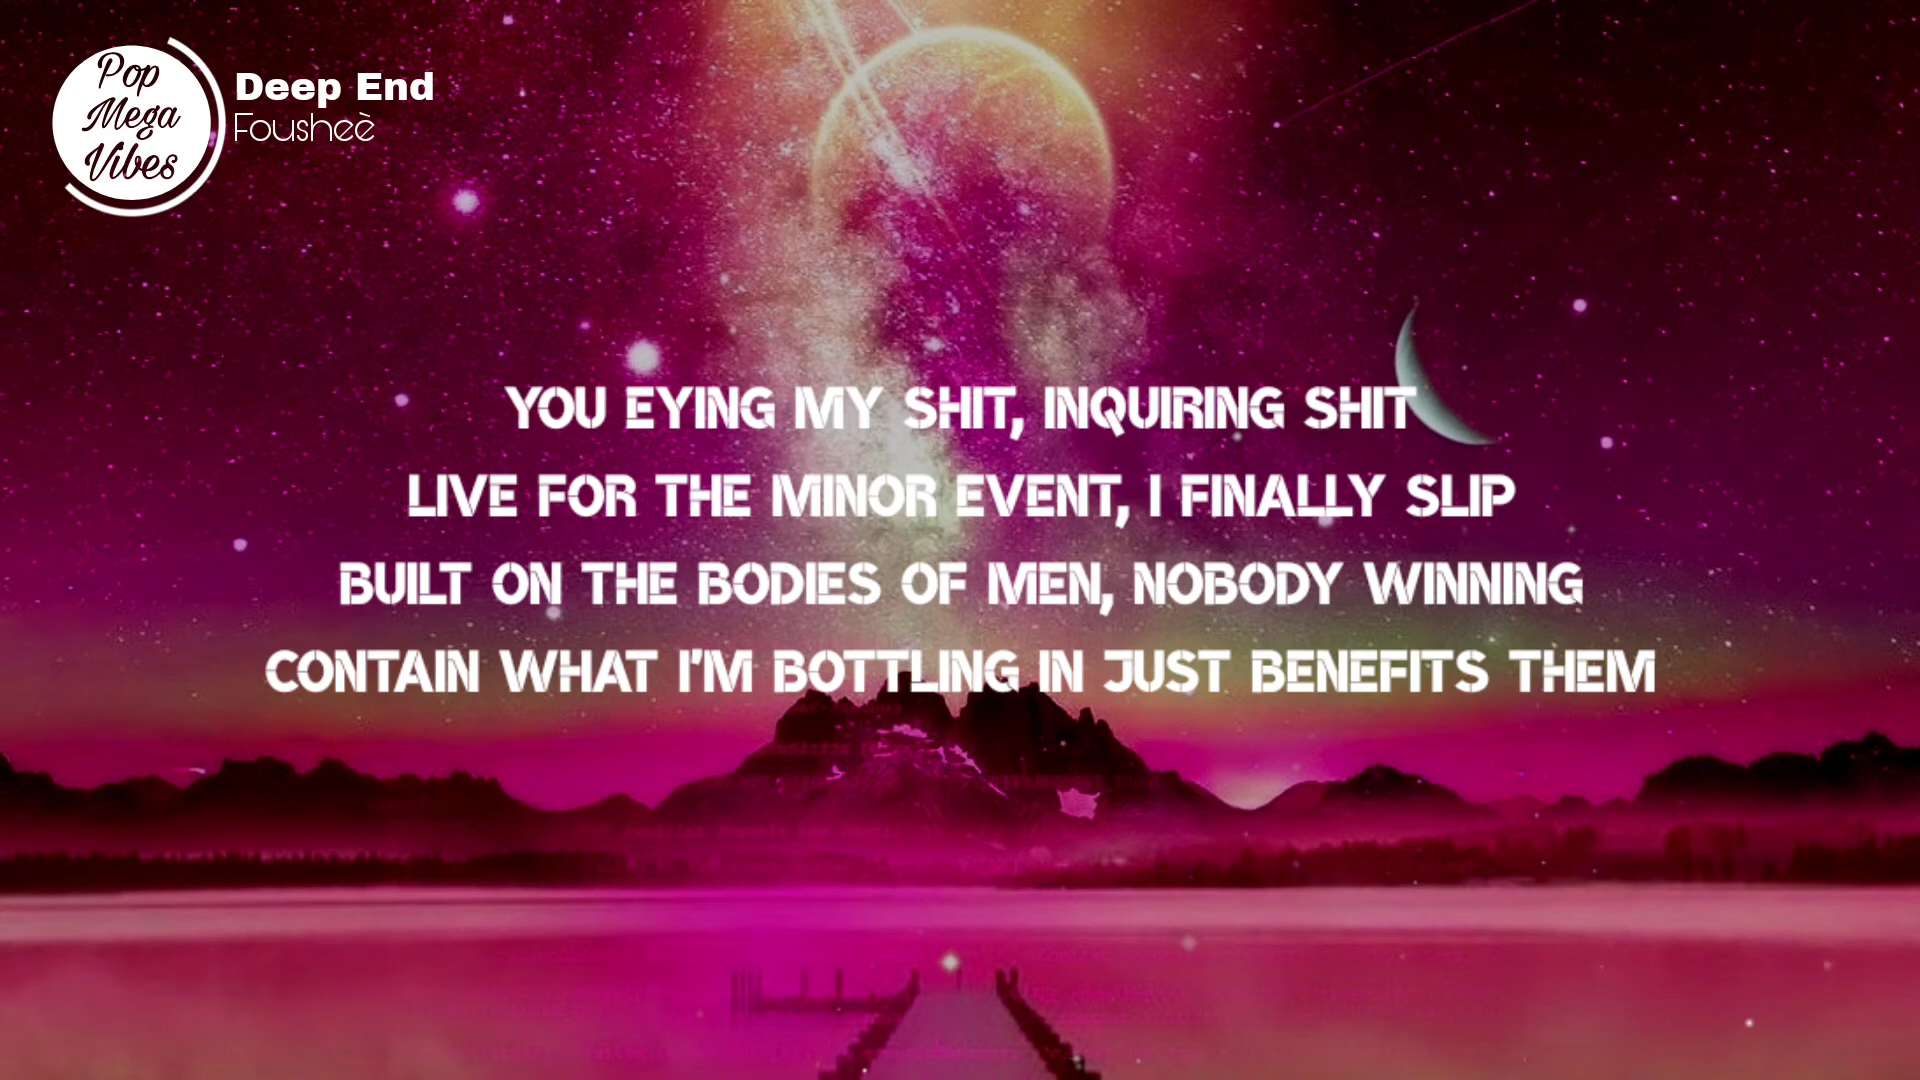 Pop
Mega
Vibes
Deep End
Fousheè
YOU EYING MY SHIT, INQUIRING SHIT
LIVE FOR THE MINOR EVENT, I FINALLY SLIP
BUILT ON THE BODIES OF MEN, NOBODY WINNING
CONTAIN WHAT I'M BOTTLING IN JUST BENEFITS THEM